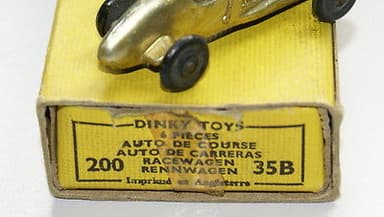 DINKY TOYS
6 PIECES
AUTO DE COURSE
AUTO DE CARRERAS
200 RACEWAGEN 35B
RENNWAGEN
Imprimé en Angleterre